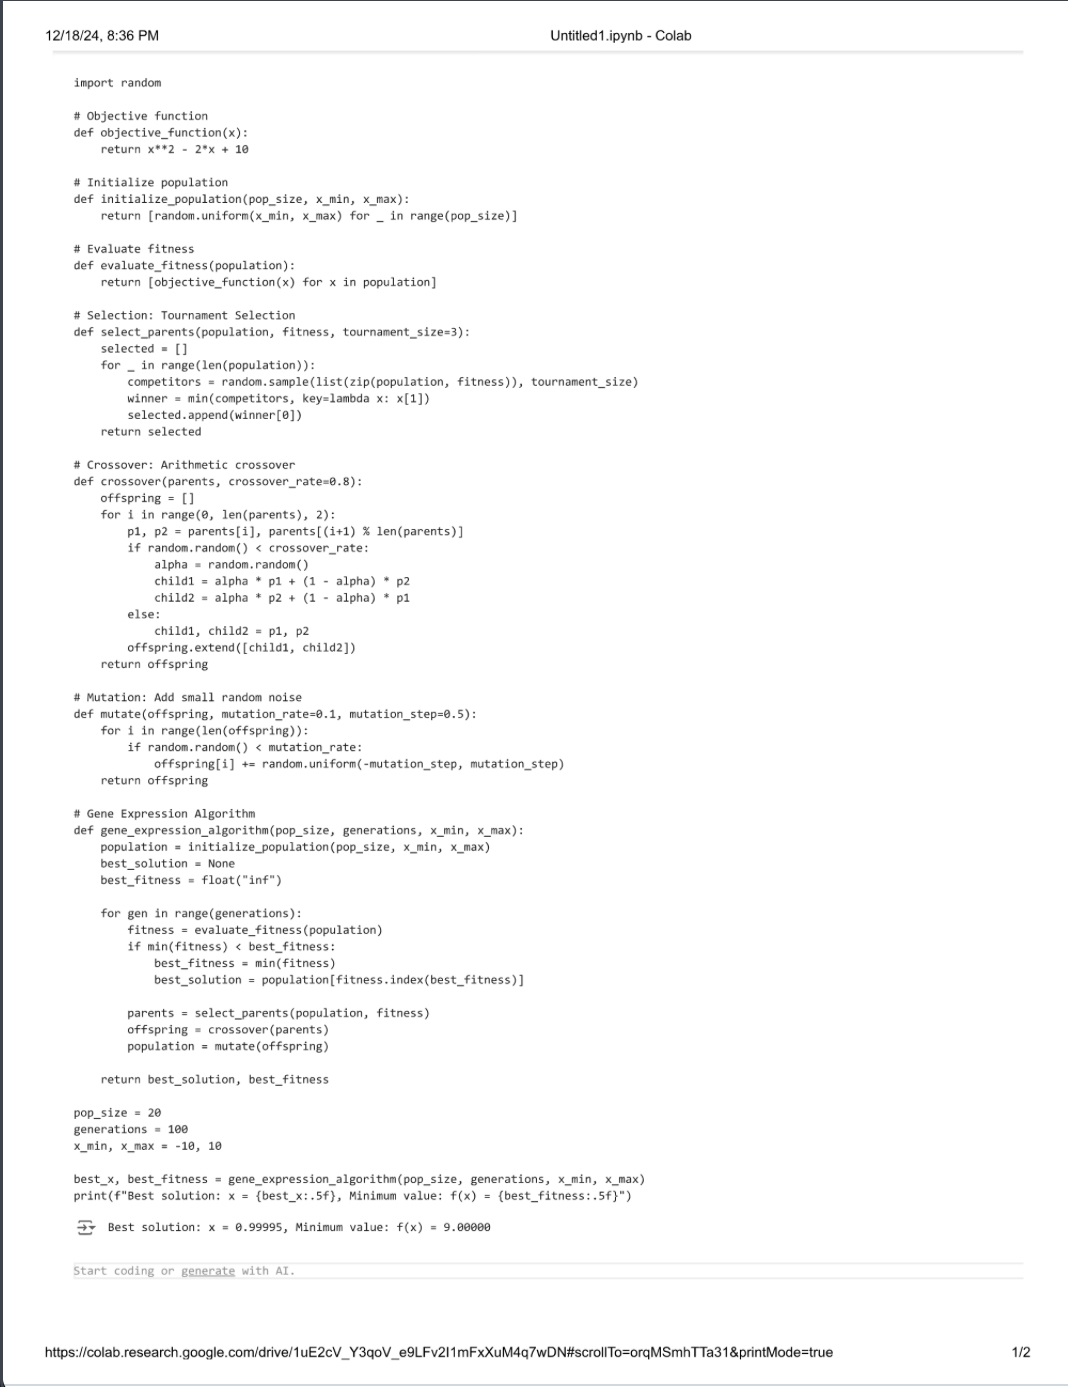 12/18/24, 8:36 PM Untitled1.ipynb - Colab
import random
# Objective function
def objective_function(x):
    return x**2 - 2*x + 10
# Initialize population
def initialize_population(pop_size, x_min, x_max):
    return [random.uniform(x_min, x_max) for _ in range(pop_size)]
# Evaluate fitness
def evaluate_fitness(population):
    return [objective_function(x) for x in population]
# Selection: Tournament Selection
def select_parents(population, fitness, tournament_size=3):
    selected = []
    for _ in range(len(population)):
        competitors = random.sample(list(zip(population, fitness)), tournament_size)
        winner = min(competitors, key=lambda x: x[1])
        selected.append(winner[0])
    return selected
# Crossover: Arithmetic crossover
def crossover(parents, crossover_rate=0.8):
    offspring = []
    for i in range(0, len(parents), 2):
        p1, p2 = parents[i], parents[(i+1) % len(parents)]
        if random.random() < crossover_rate:
            alpha = random.random()
            child1 = alpha * p1 + (1 - alpha) * p2
            child2 = alpha * p2 + (1 - alpha) * p1
        else:
            child1, child2 = p1, p2
        offspring.extend([child1, child2])
    return offspring
# Mutation: Add small random noise
def mutate(offspring, mutation_rate=0.1, mutation_step=0.5):
    for i in range(len(offspring)):
        if random.random() < mutation_rate:
            offspring[i] += random.uniform(-mutation_step, mutation_step)
    return offspring
# Gene Expression Algorithm
def gene_expression_algorithm(pop_size, generations, x_min, x_max):
    population = initialize_population(pop_size, x_min, x_max)
    best_solution = None
    best_fitness = float("inf")
    for gen in range(generations):
        fitness = evaluate_fitness(population)
        if min(fitness) < best_fitness:
            best_fitness = min(fitness)
            best_solution = population[fitness.index(best_fitness)]
        parents = select_parents(population, fitness)
        offspring = crossover(parents)
        population = mutate(offspring)
    return best_solution, best_fitness
pop_size = 20
generations = 100
x_min, x_max = -10, 10
best_x, best_fitness = gene_expression_algorithm(pop_size, generations, x_min, x_max)
print(f"Best solution: x = {best_x:.5f}, Minimum value: f(x) = {best_fitness:.5f}")
Best solution: x = 0.99995, Minimum value: f(x) = 9.00000
Start coding or generate with AI.
https://colab.research.google.com/drive/1uE2cV_Y3qoV_e9LFv2I1mFxXuM4q7wDN#scrollTo=orqMSmhTTa31&printMode=true 1/2